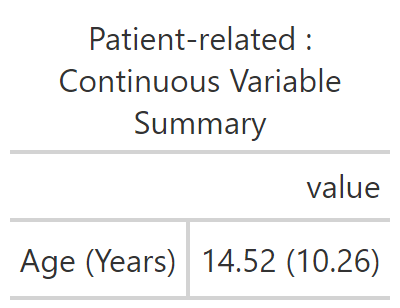 Patient-related :
Continuous Variable
Summary
value
Age (Years) 14.52 (10.26)